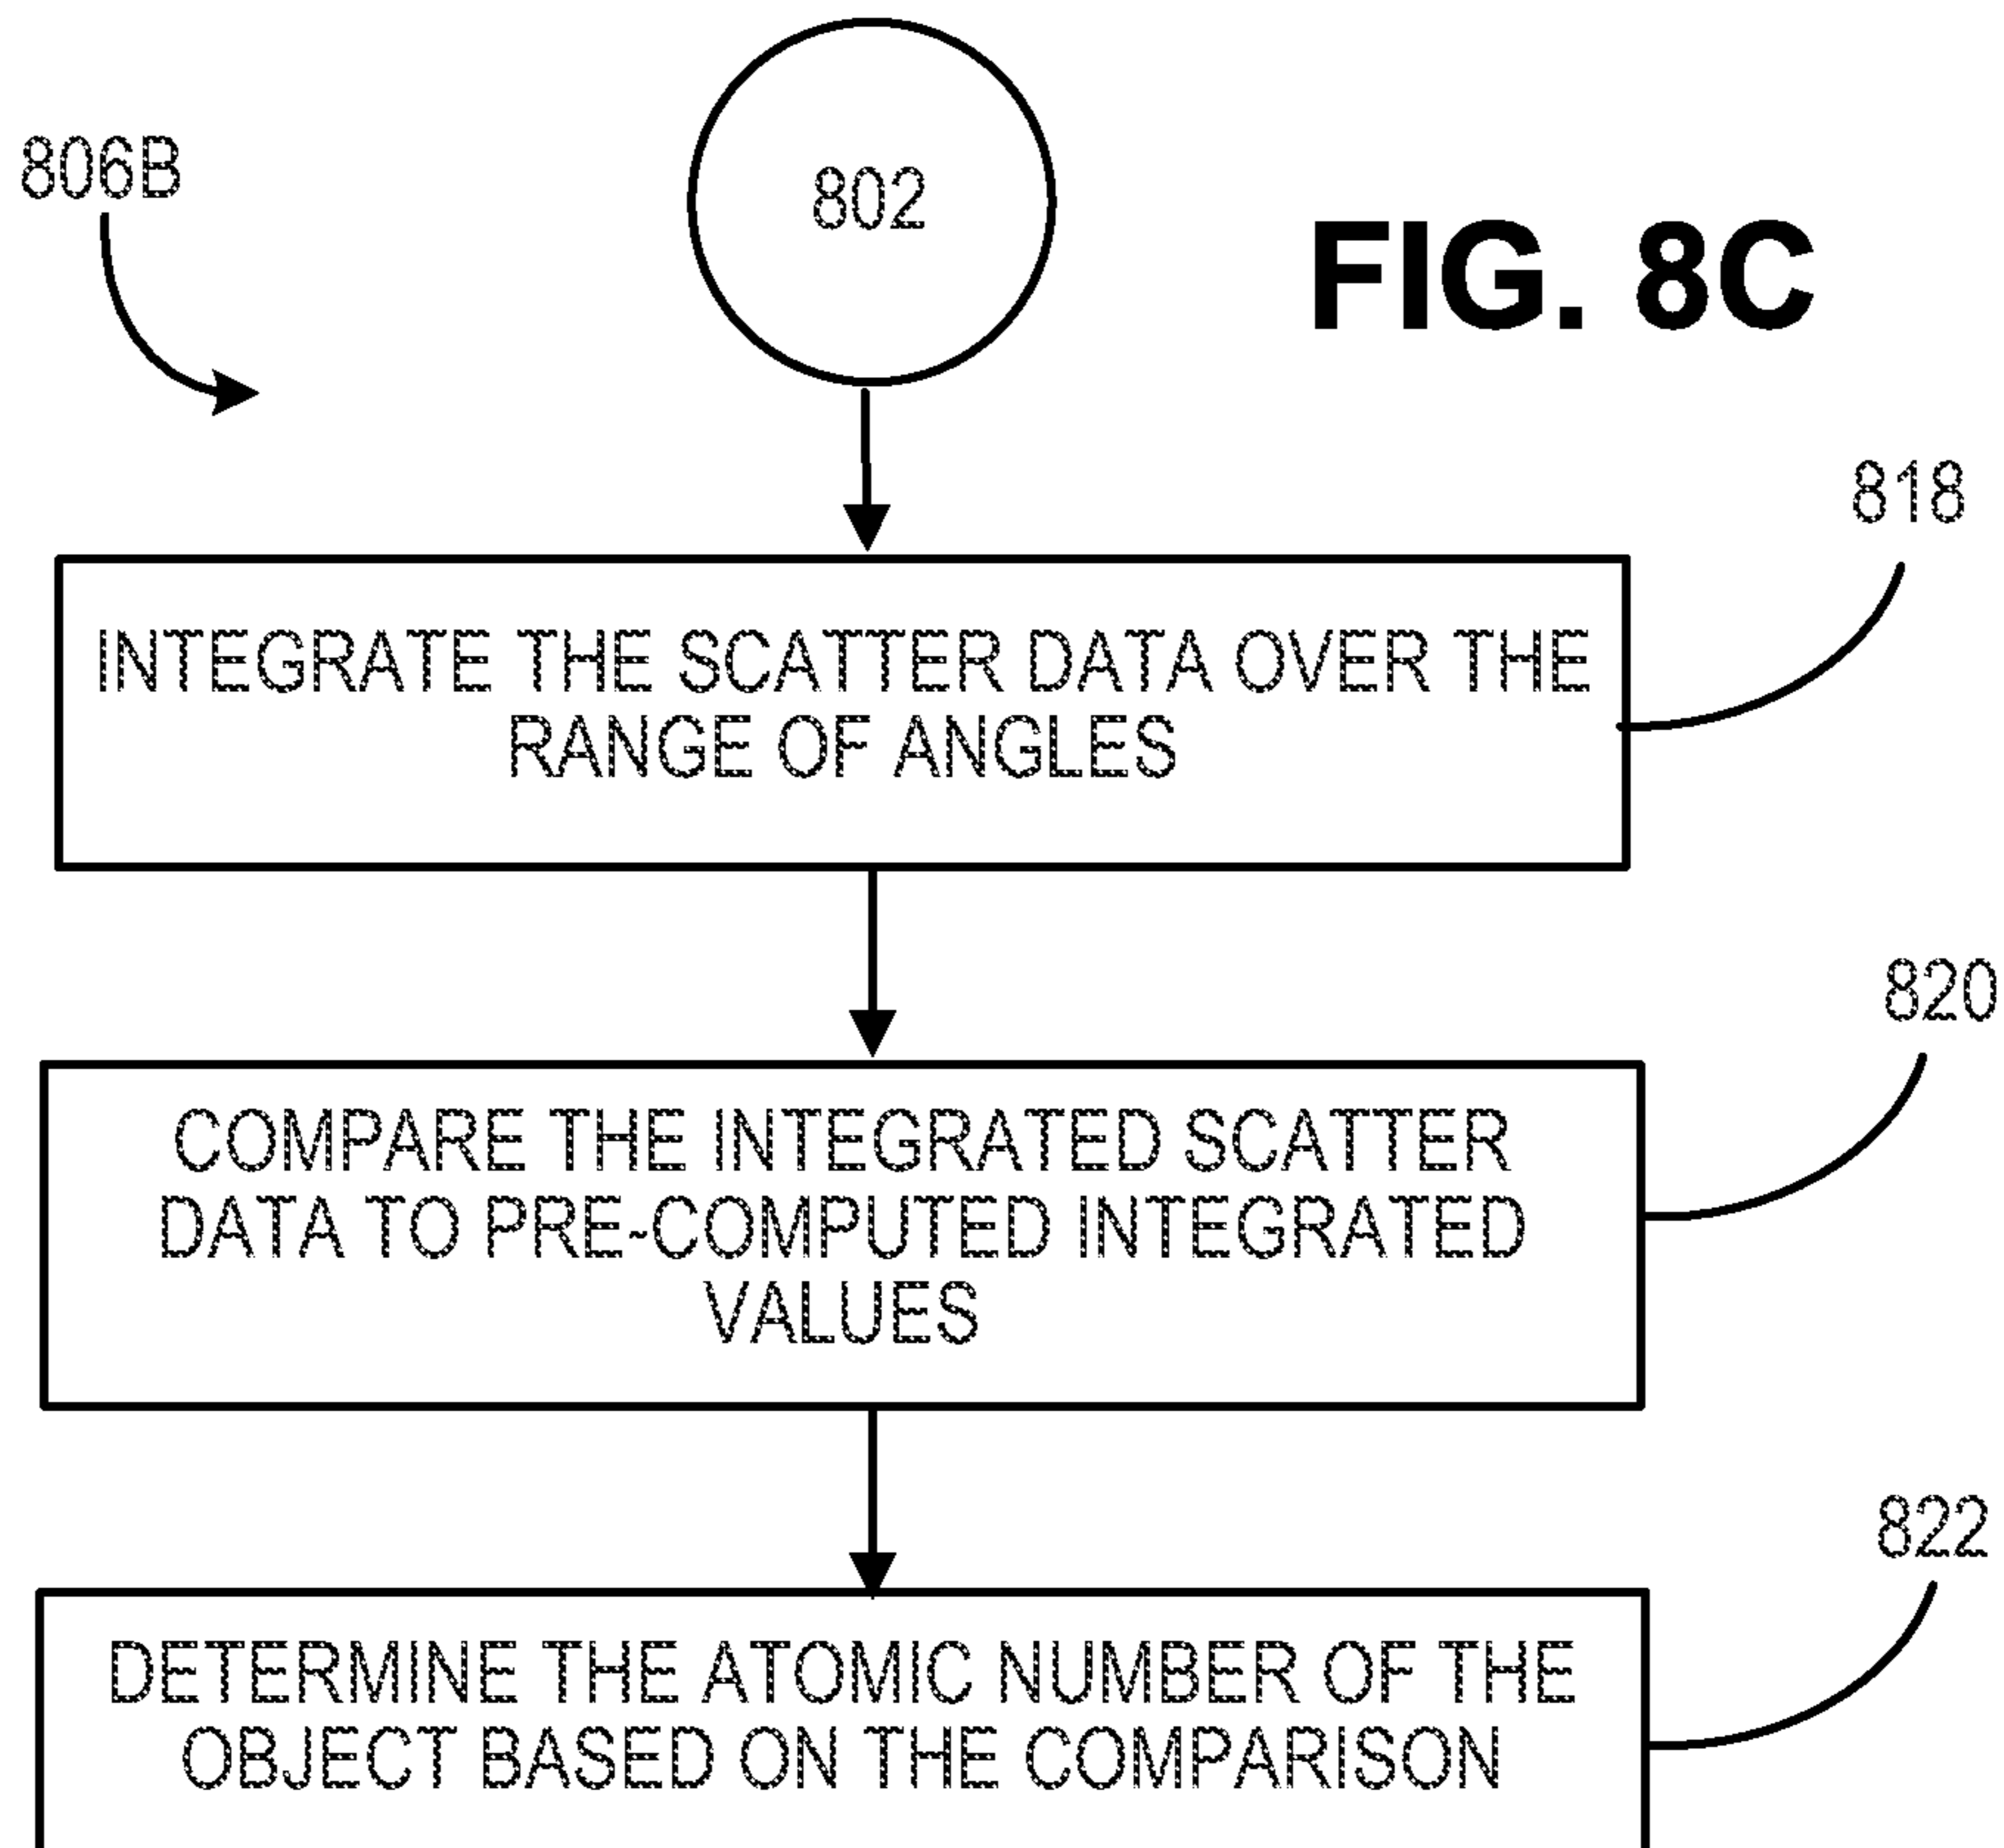 806B
802
FIG. 8C
818
INTEGRATE THE SCATTER DATA OVER THE
RANGE OF ANGLES
820
COMPARE THE INTEGRATED SCATTER
DATA TO PRE-COMPUTED INTEGRATED
VALUES
822
DETERMINE THE ATOMIC NUMBER OF THE
OBJECT BASED ON THE COMPARISON